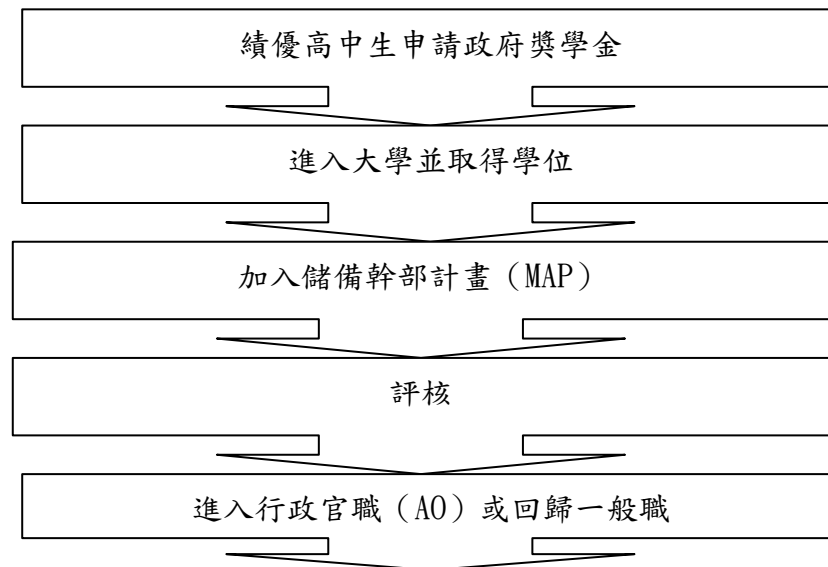 績優高中生申請政府獎學金
進入大學並取得學位
加入儲備幹部計畫（MAP）
評核
進入行政官職（AO）或回歸一般職